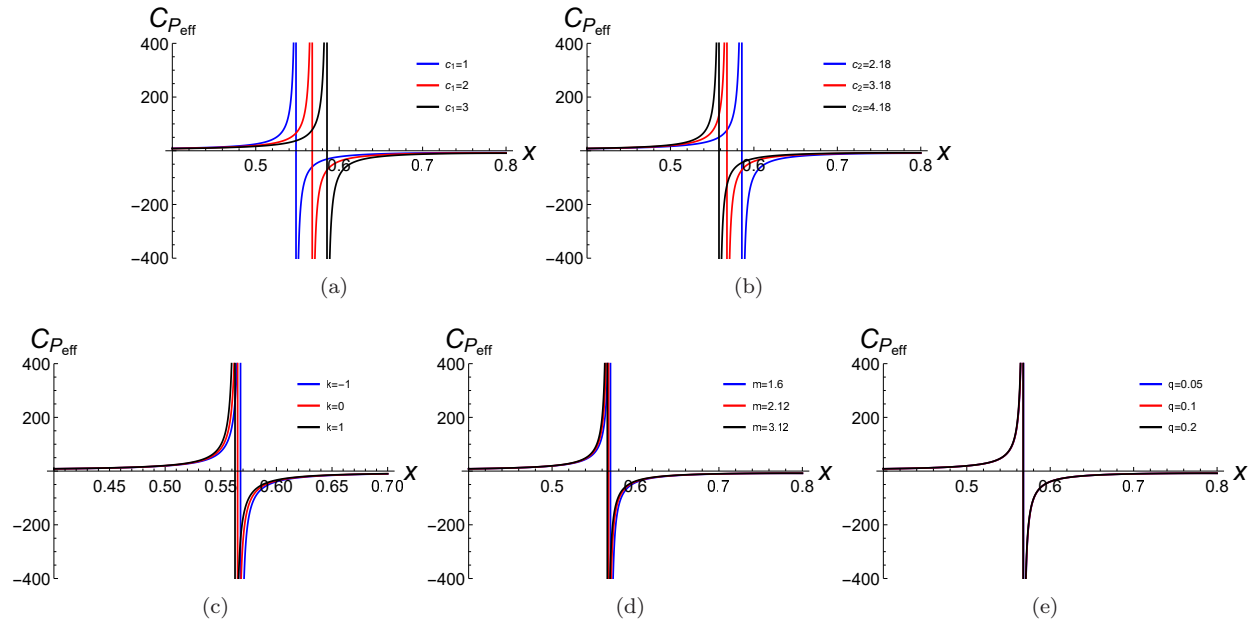 C_{P_eff}
400
200
-200
-400
0.5
0.6
0.7
0.8
x
c₁=1
c₁=2
c₁=3
(a)
C_{P_eff}
400
200
-200
-400
0.5
0.6
0.7
0.8
x
c₂=2.18
c₂=3.18
c₂=4.18
(b)
C_{P_eff}
400
200
-200
-400
0.45
0.50
0.55
0.60
0.65
0.70
x
k=-1
k=0
k=1
(c)
C_{P_eff}
400
200
-200
-400
0.5
0.6
0.7
0.8
x
m=1.6
m=2.12
m=3.12
(d)
C_{P_eff}
400
200
-200
-400
0.5
0.6
0.7
0.8
x
q=0.05
q=0.1
q=0.2
(e)